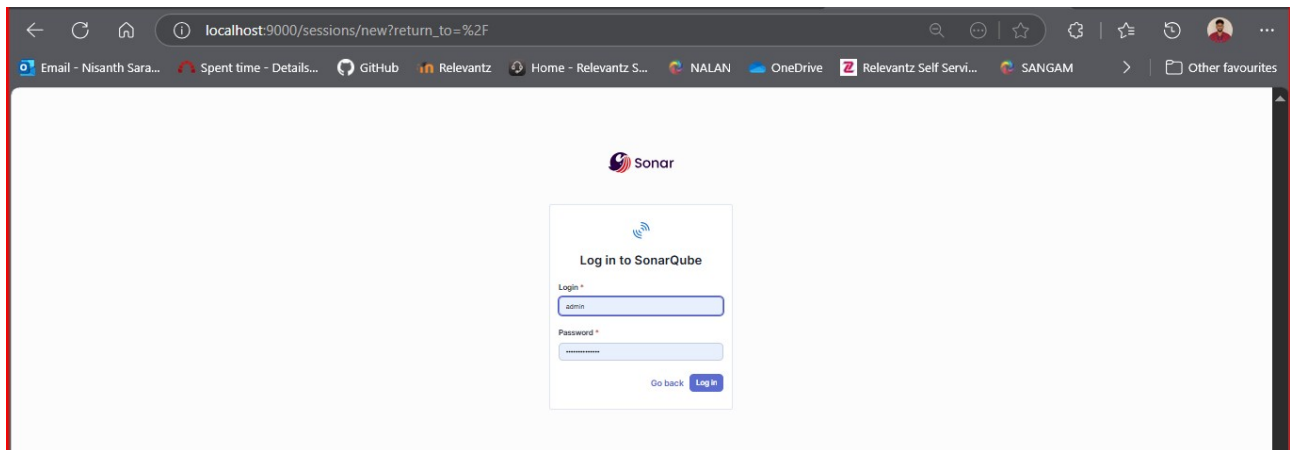 localhost:9000/sessions/new?return_to=%2F
Email - Nisanth Sara... Spent time - Details... GitHub Relevantz Home - Relevantz S... NALAN OneDrive Relevantz Self Servi... SANGAM Other favourites
Sonar
Log in to SonarQube
Login *
admin
Password *
Go back Log in